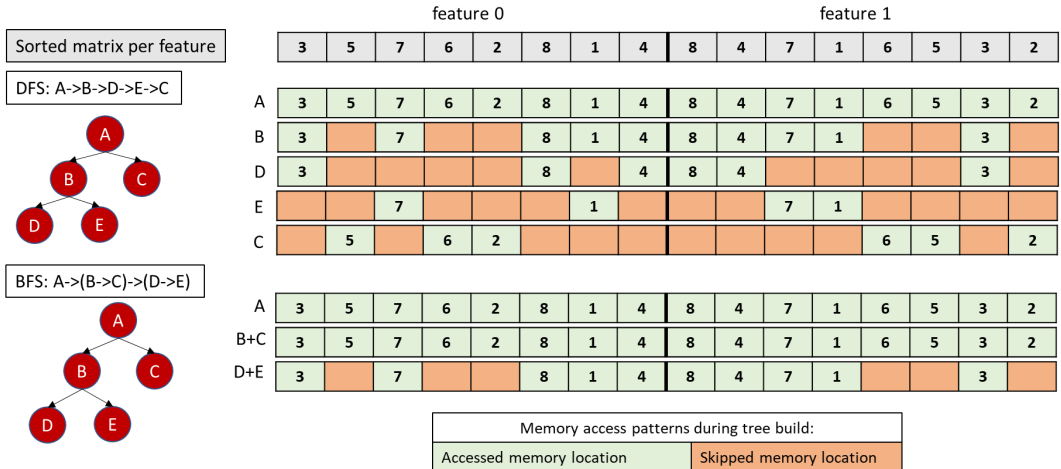 feature 0 feature 1
Sorted matrix per feature 3 5 7 6 2 8 1 4 8 4 7 1 6 5 3 2
DFS: A->B->D->E->C
A 3 5 7 6 2 8 1 4 8 4 7 1 6 5 3 2
B 3 7 8 1 4 8 4 7 1 3
D 3 8 4 8 4 3
E 7 1 7 1
C 5 6 2 6 5 2
A
B C
D E
BFS: A->(B->C)->(D->E)
A 3 5 7 6 2 8 1 4 8 4 7 1 6 5 3 2
B+C 3 5 7 6 2 8 1 4 8 4 7 1 6 5 3 2
D+E 3 7 8 1 4 8 4 7 1 3
A
B C
D E
Memory access patterns during tree build:
Accessed memory location Skipped memory location